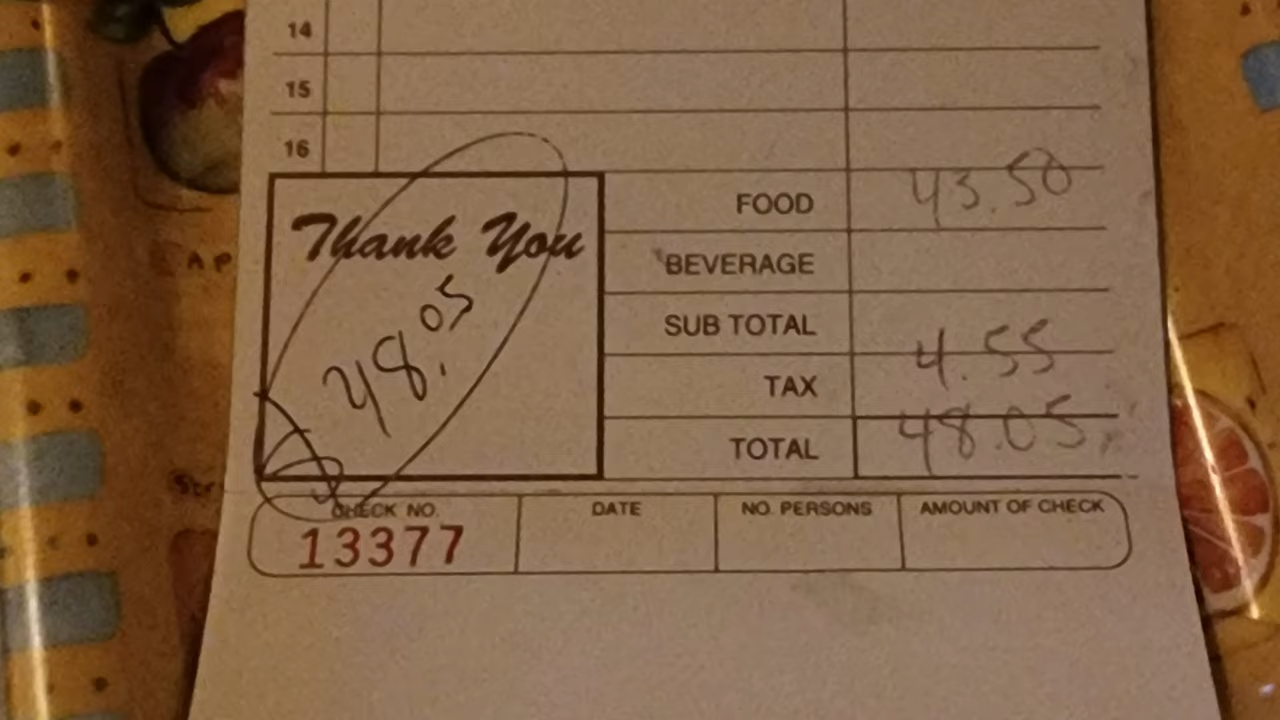 14
15
16
Thank You
48.05
FOOD 43.50
BEVERAGE
SUB TOTAL
TAX 4.55
TOTAL 48.05
CHECK NO. DATE NO. PERSONS AMOUNT OF CHECK
13377